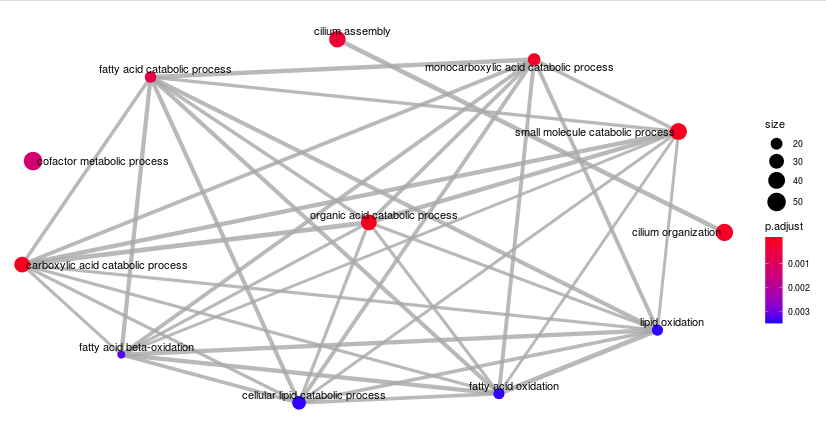 cilium assembly
fatty acid catabolic process
monocarboxylic acid catabolic process
small molecule catabolic process
cofactor metabolic process
organic acid catabolic process
cilium organization
carboxylic acid catabolic process
lipid oxidation
fatty acid beta-oxidation
fatty acid oxidation
cellular lipid catabolic process
size
20
30
40
50
p.adjust
0.001
0.002
0.003